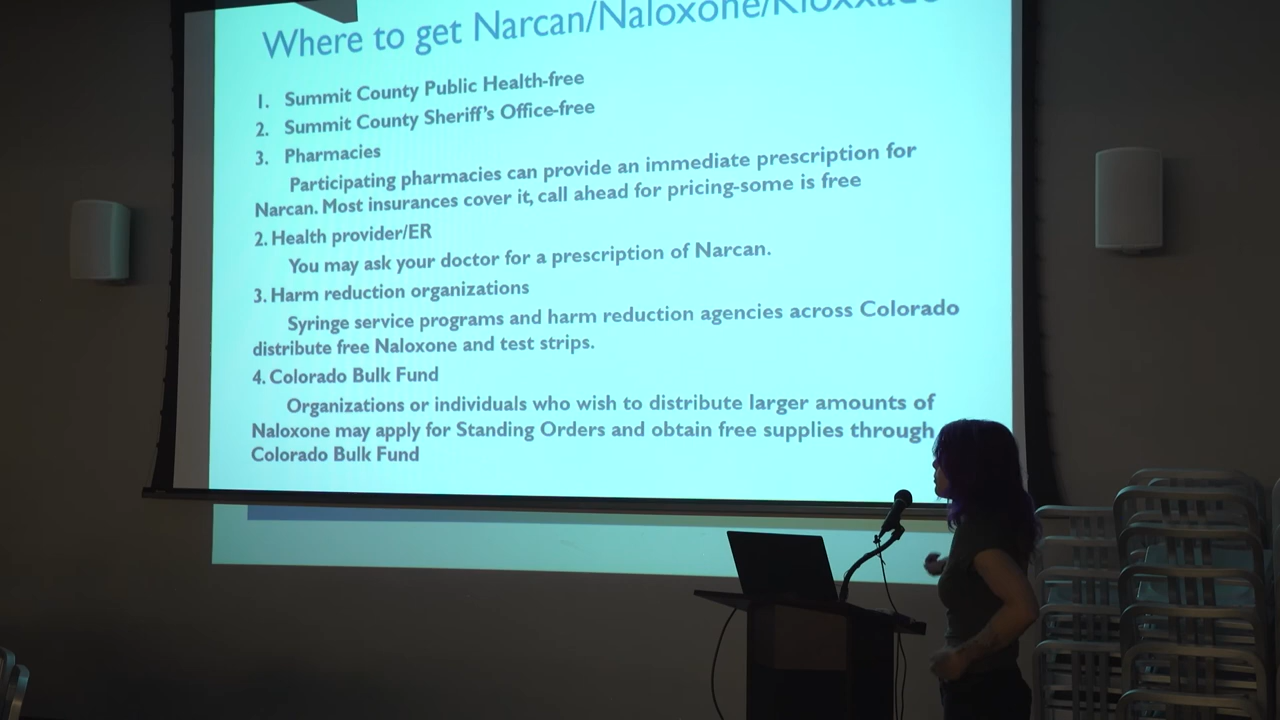 Where to get Narcan/Naloxone/Kloxxado
1. Summit County Public Health-free
2. Summit County Sheriff's Office-free
3. Pharmacies
Participating pharmacies can provide an immediate prescription for
Narcan. Most insurances cover it, call ahead for pricing-some is free
2. Health provider/ER
You may ask your doctor for a prescription of Narcan.
3. Harm reduction organizations
Syringe service programs and harm reduction agencies across Colorado
distribute free Naloxone and test strips.
4. Colorado Bulk Fund
Organizations or individuals who wish to distribute larger amounts of
Naloxone may apply for Standing Orders and obtain free supplies through
Colorado Bulk Fund